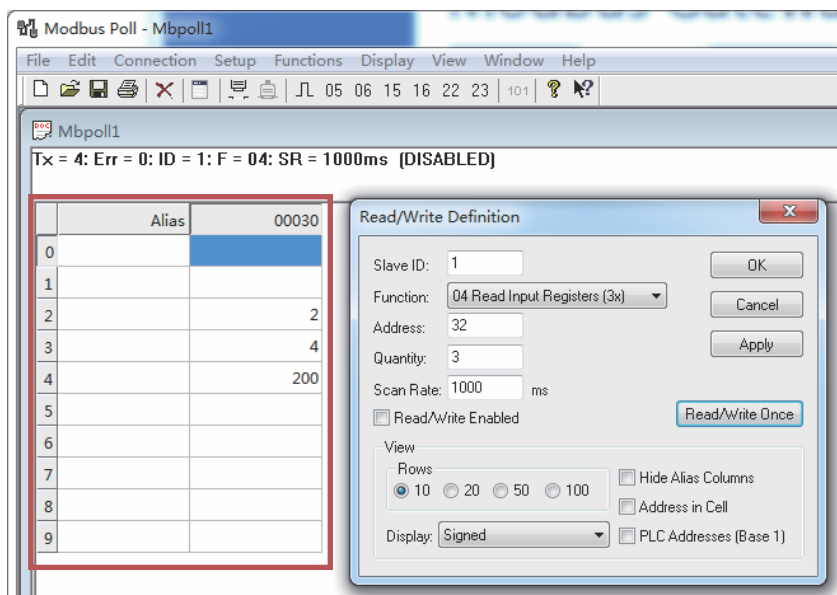 Modbus Gatew
Modbus Poll - Mbpoll1
File Edit Connection Setup Functions Display View Window Help
05 06 15 16 22 23 101
Mbpoll1
Tx = 4: Err = 0: ID = 1: F = 04: SR = 1000ms (DISABLED)
Alias 00030
0
1
2 2
3 4
4 200
5
6
7
8
9
Read/Write Definition
Slave ID: 1
OK
Function: 04 Read Input Registers (3x)
Cancel
Address: 32
Apply
Quantity: 3
Scan Rate: 1000 ms
Read/Write Enabled
Read/Write Once
View
Rows
10 20 50 100
Hide Alias Columns
Address in Cell
Display: Signed
PLC Addresses (Base 1)